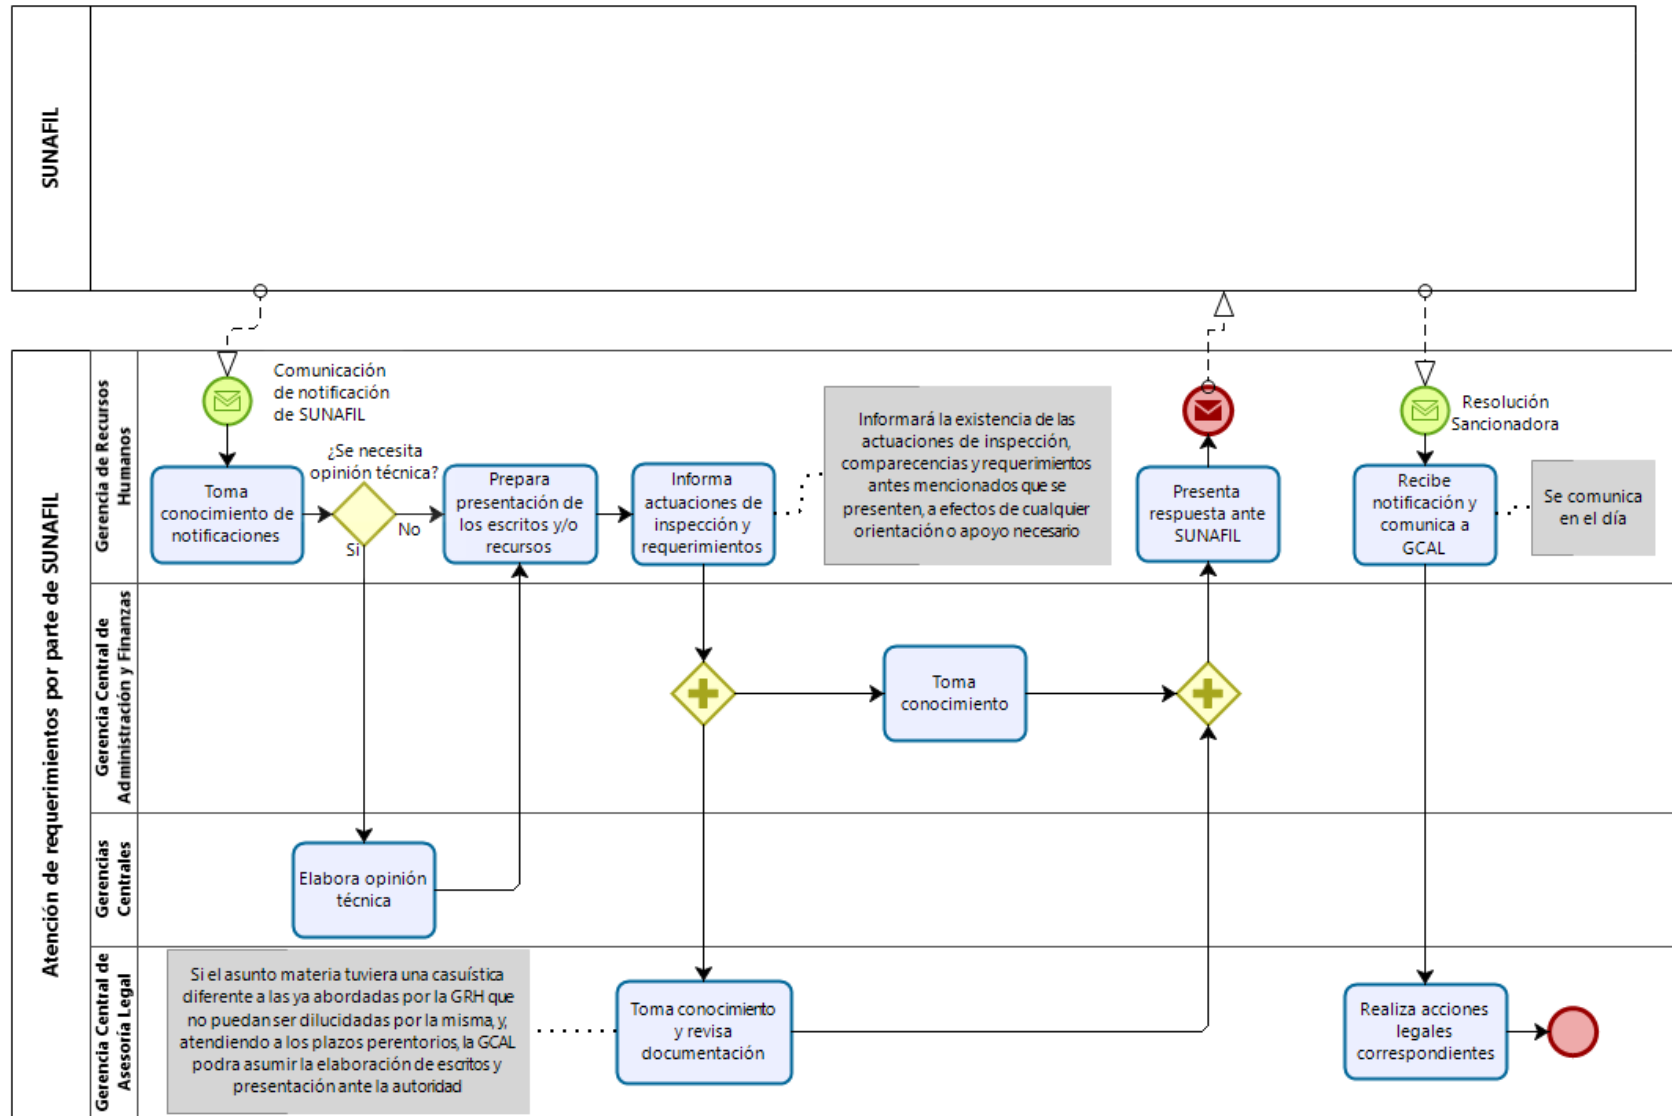 SUNAFIL
Atención de requerimientos por parte de SUNAFIL
Gerencia de Recursos
Humanos
Comunicación
de notificación
de SUNAFIL
Toma
conocimiento de
notificaciones
¿Se necesita
opinión técnica?
No
Si
Prepara
presentación de
los escritos y/o
recursos
Informa
actuaciones de
inspección y
requerimientos
Informará la existencia de las
actuaciones de inspección,
comparecencias y requerimientos
antes mencionados que se
presenten, a efectos de cualquier
orientación o apoyo necesario
Presenta
respuesta ante
SUNAFIL
Resolución
Sancionadora
Recibe
notificación y
comunica a
GCAL
Se comunica
en el día
Gerencia Central de
Administración y Finanzas
Toma
conocimiento
Gerencias
Centrales
Elabora opinión
técnica
Gerencia Central de
Asesoría Legal
Si el asunto materia tuviera una casuística
diferente a las ya abordadas por la GRH que
no puedan ser dilucidadas por la misma, y,
atendiendo a los plazos perentorios, la GCAL
podra asumir la elaboración de escritos y
presentación ante la autoridad
Toma conocimiento
y revisa
documentación
Realiza acciones
legales
correspondientes